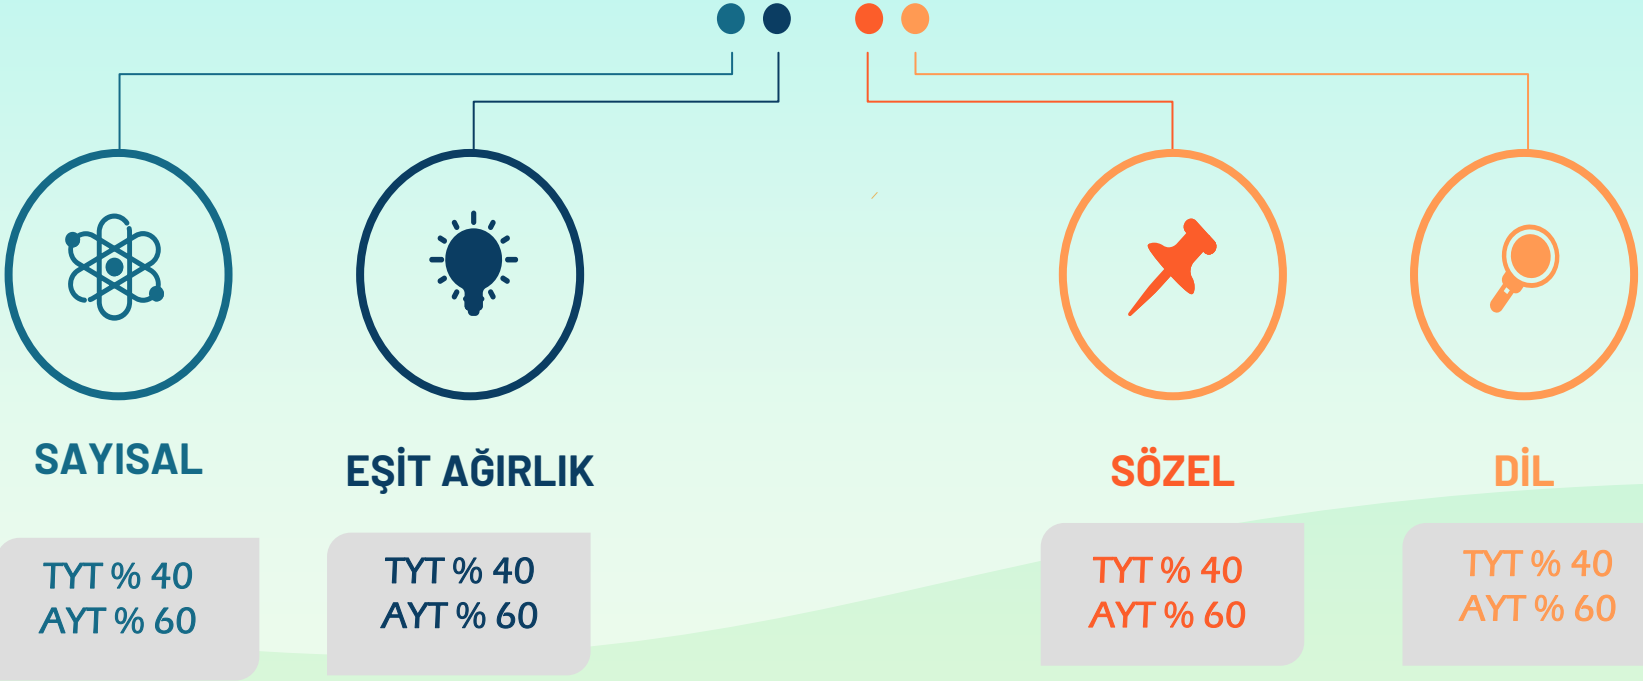 SAYISAL
EŞİT AĞIRLIK
SÖZEL
DİL
TYT % 40
AYT % 60
TYT % 40
AYT % 60
TYT % 40
AYT % 60
TYT % 40
AYT % 60